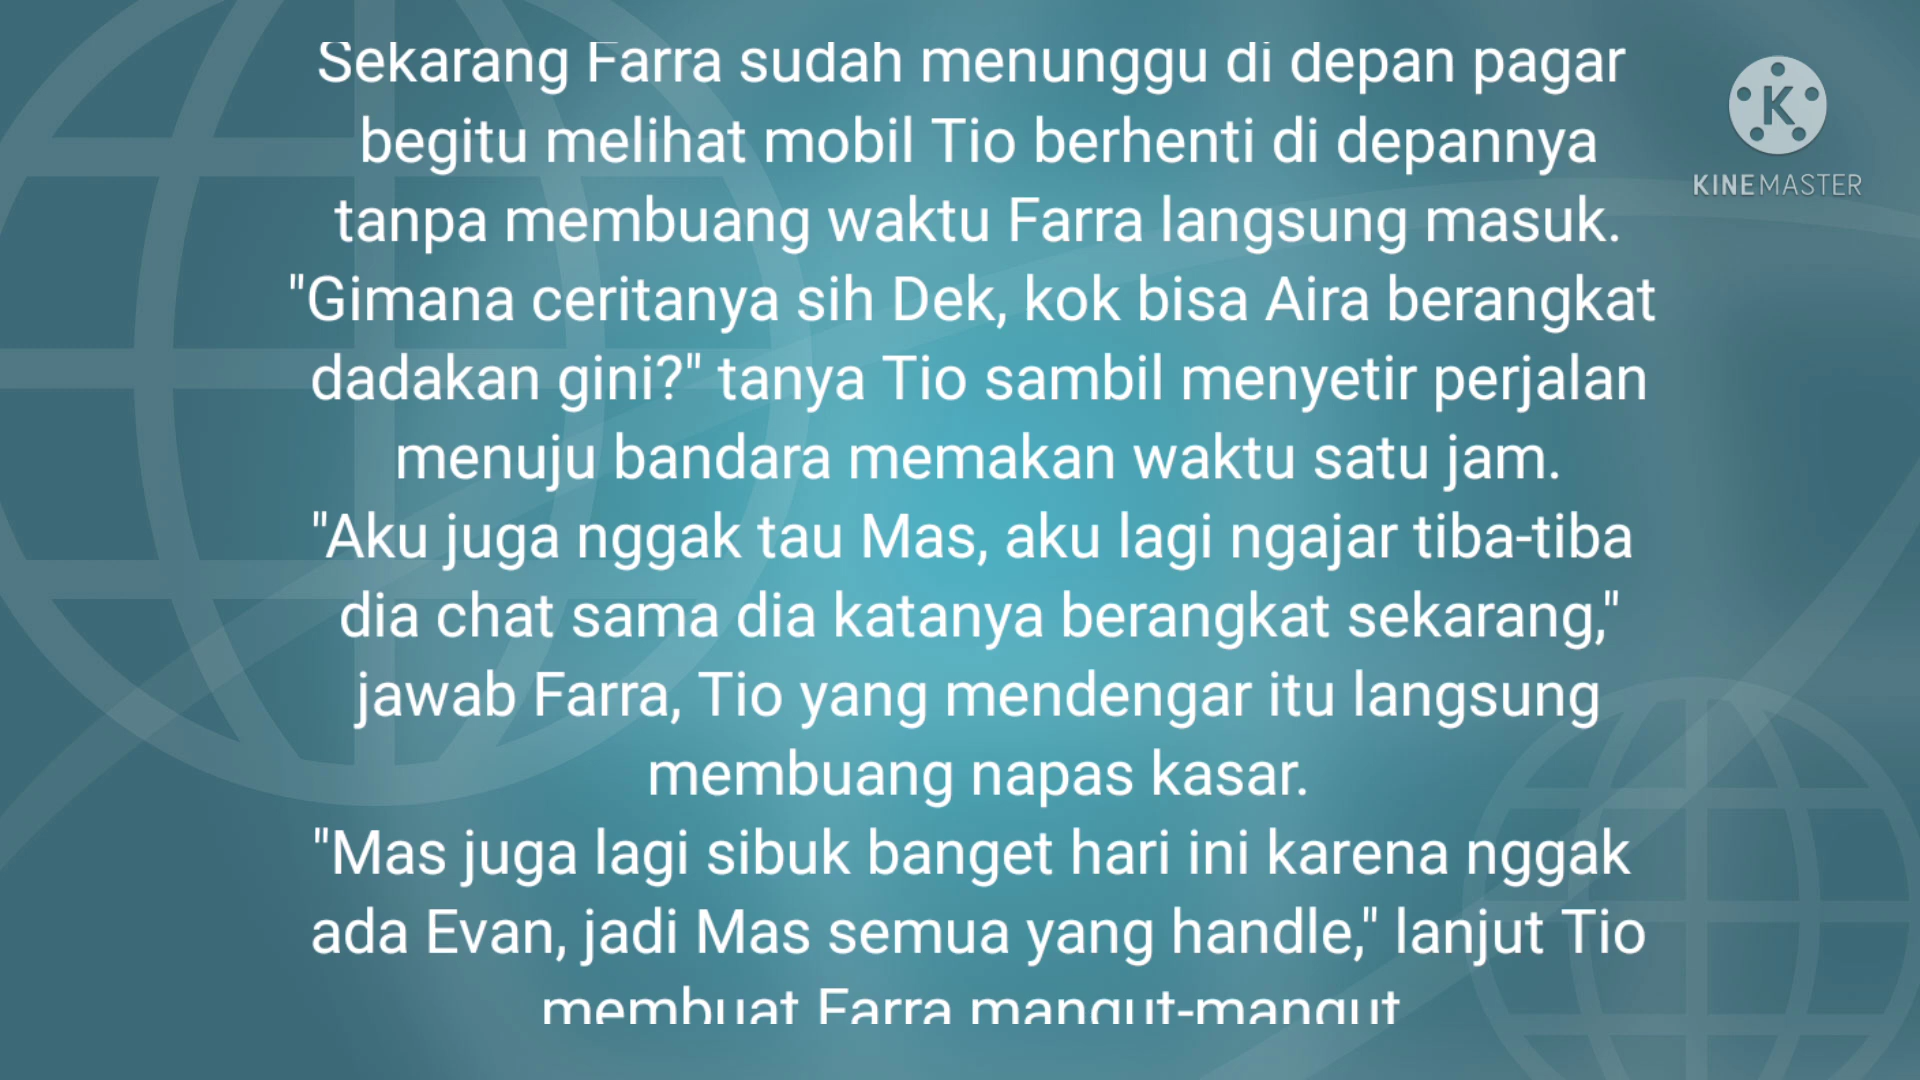 Sekarang Farra sudah menunggu di depan pagar
begitu melihat mobil Tio berhenti di depannya
tanpa membuang waktu Farra langsung masuk.
"Gimana ceritanya sih Dek, kok bisa Aira berangkat
dadakan gini?" tanya Tio sambil menyetir perjalan
menuju bandara memakan waktu satu jam.
"Aku juga nggak tau Mas, aku lagi ngajar tiba-tiba
dia chat sama dia katanya berangkat sekarang,"
jawab Farra, Tio yang mendengar itu langsung
membuang napas kasar.
"Mas juga lagi sibuk banget hari ini karena nggak
ada Evan, jadi Mas semua yang handle," lanjut Tio
membuat Farra mangut-mangut
K
KINEMASTER